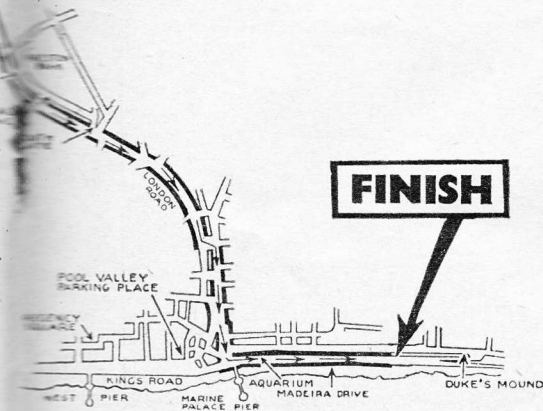 LONDON
ROAD
FINISH
POOL VALLEY
PARKING PLACE
REGENCY
SQUARE
KINGS ROAD
AQUARIUM
MADEIRA DRIVE
DUKE'S MOUND
WEST PIER
MARINE
PALACE PIER